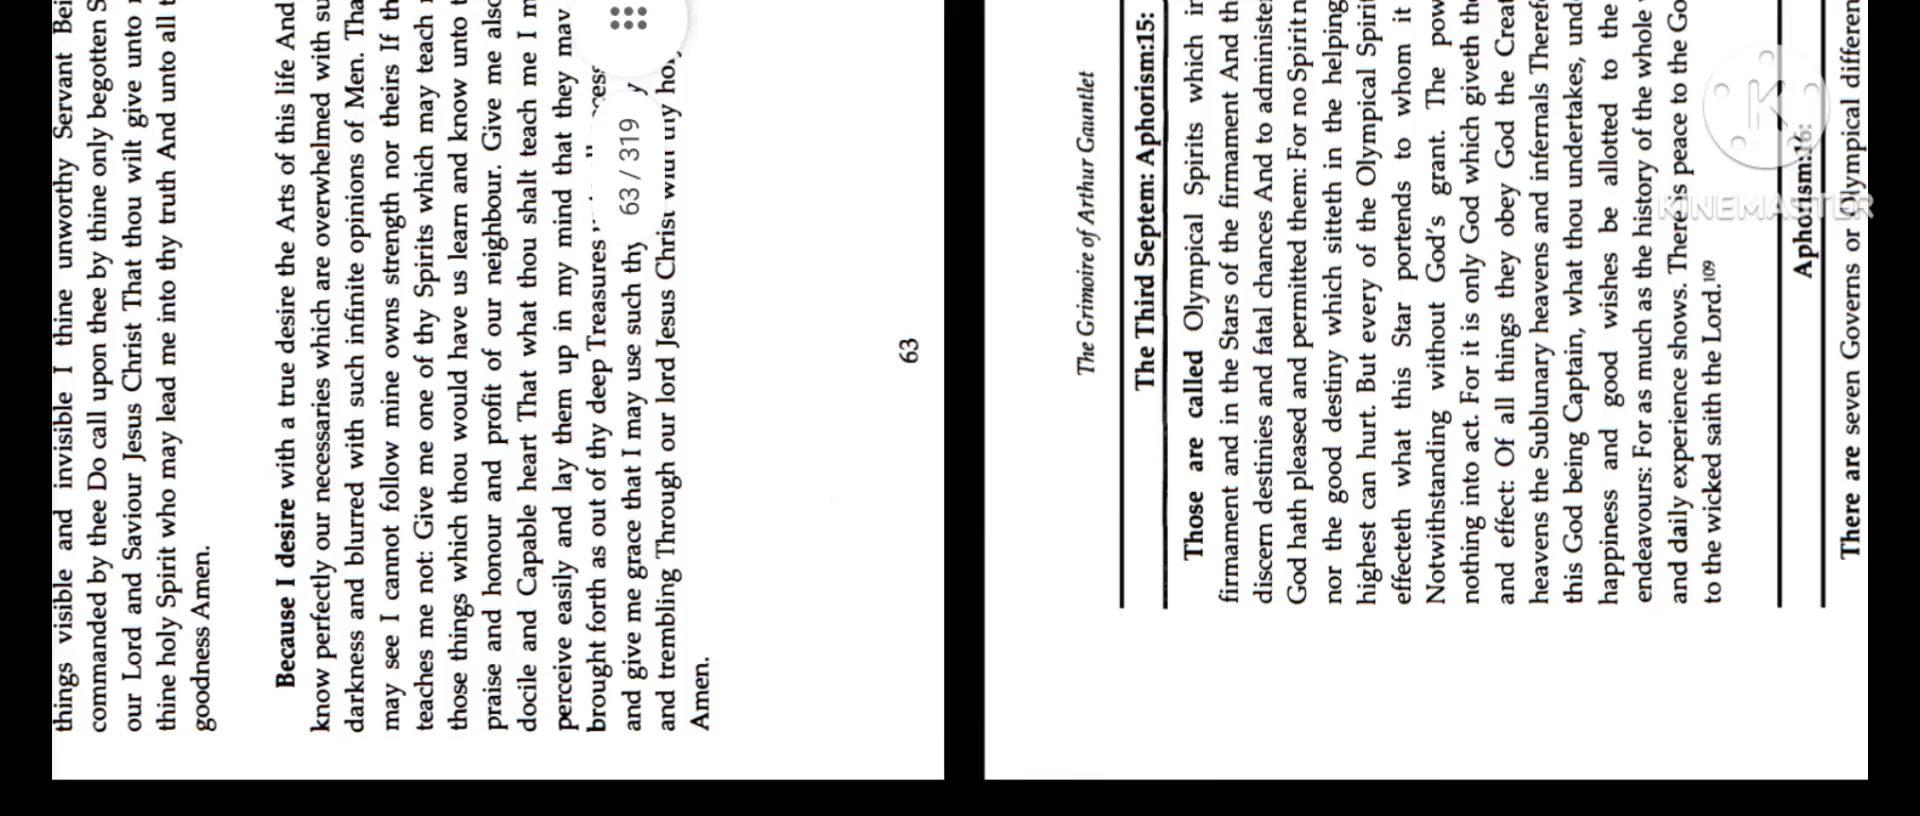 things visible and invisible I thine unworthy Servant Bei
commanded by thee Do call upon thee by thine only begotten S
our Lord and Saviour Jesus Christ That thou wilt give unto
thine holy Spirit who may lead me into thy truth And unto all t
goodness Amen.
Because I desire with a true desire the Arts of this life And
know perfectly our necessaries which are overwhelmed with su
darkness and blurred with such infinite opinions of Men. Tha
may see I cannot follow mine owns strength nor theirs If th
teaches me not: Give me one of thy Spirits which may teach
those things which thou would have us learn and know unto t
praise and honour and profit of our neighbour. Give me also
docile and Capable heart That what thou shalt teach me I m
perceive easily and lay them up in my mind that they may
brought forth as out of thy deep Treasures
and give me grace that I may use such thy
and trembling Through our lord Jesus Christ with thy holy
Amen.
63 / 319
63
The Grimoire of Arthur Gauntlet
The Third Septem: Aphorism:15:
Those are called Olympical Spirits which in
firmament and in the Stars of the firmament And th
discern destinies and fatal chances And to administe
God hath pleased and permitted them: For no Spirit n
nor the good destiny which sitteth in the helping
highest can hurt. But every of the Olympical Spirit
effecteth what this Star portends to whom it
Notwithstanding without God's grant. The pow
nothing into act. For it is only God which giveth the
and effect: Of all things they obey God the Creat
heavens the Sublunary heavens and infernals Theref
this God being Captain, what thou undertakes, und
happiness and good wishes be allotted to the
endeavours: For as much as the history of the whole
and daily experience shows. There is peace to the Go
to the wicked saith the Lord.109
Aphorism:16:
There are seven Governs or Olympical differen
KINEMASTER